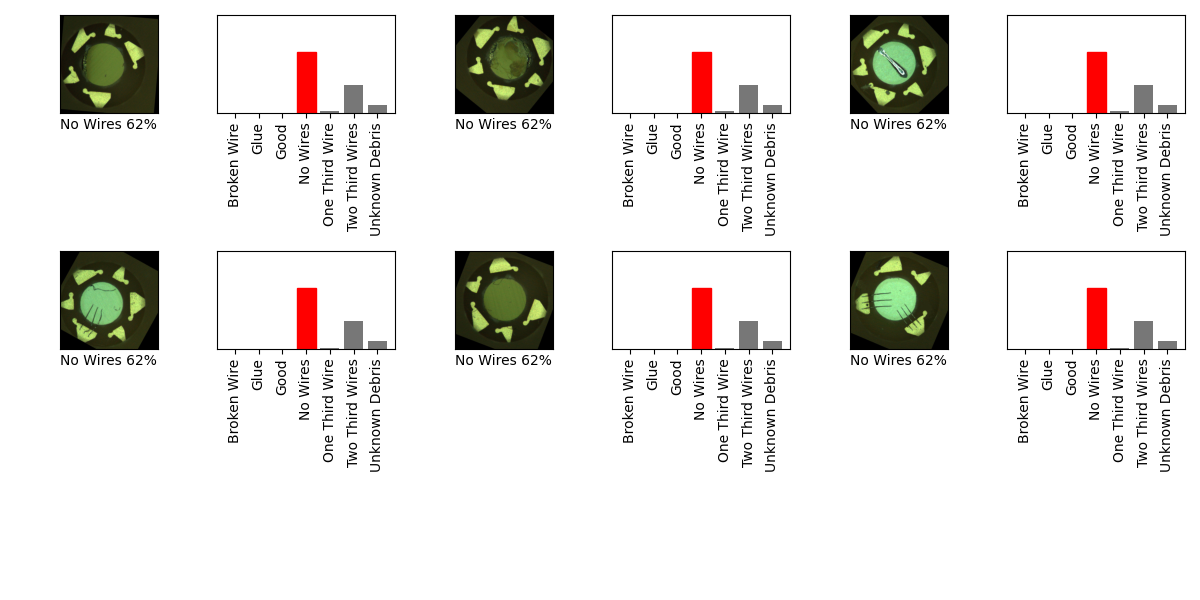 No Wires 62%
Broken Wire
Glue
Good
No Wires
One Third Wire
Two Third Wires
Unknown Debris
No Wires 62%
Broken Wire
Glue
Good
No Wires
One Third Wire
Two Third Wires
Unknown Debris
No Wires 62%
Broken Wire
Glue
Good
No Wires
One Third Wire
Two Third Wires
Unknown Debris
No Wires 62%
Broken Wire
Glue
Good
No Wires
One Third Wire
Two Third Wires
Unknown Debris
No Wires 62%
Broken Wire
Glue
Good
No Wires
One Third Wire
Two Third Wires
Unknown Debris
No Wires 62%
Broken Wire
Glue
Good
No Wires
One Third Wire
Two Third Wires
Unknown Debris